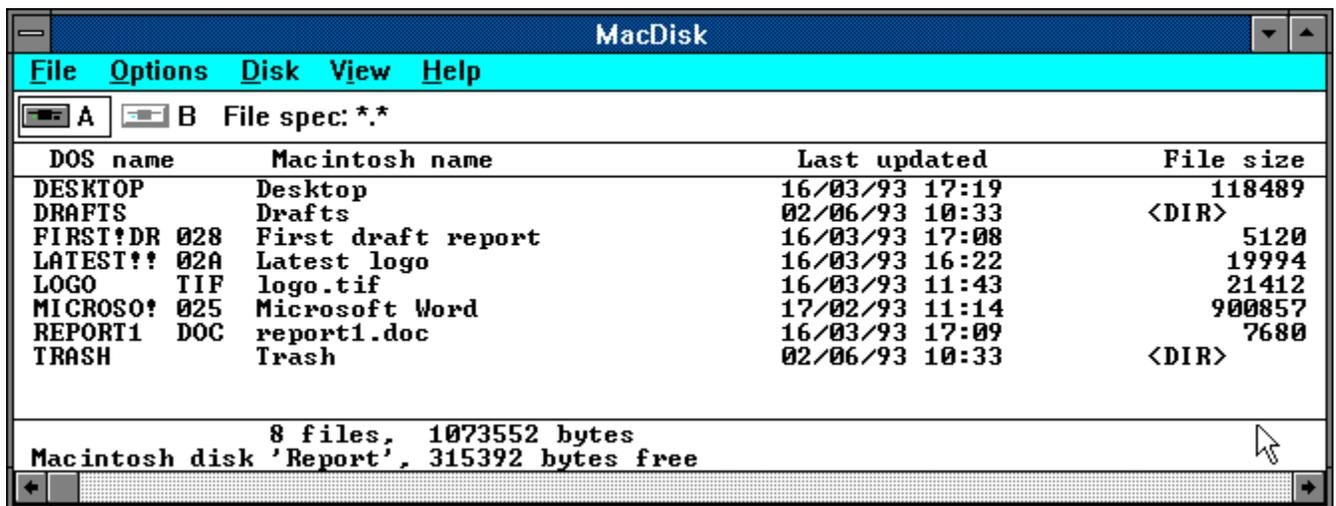 MacDisk
File Options Disk View Help
A B File spec: *.*
DOS name Macintosh name Last updated File size
DESKTOP Desktop 16/03/93 17:19 118489
DRAFTS Drafts 02/06/93 10:33 <DIR>
FIRST!DR 028 First draft report 16/03/93 17:08 5120
LATEST!! 02A Latest logo 16/03/93 16:22 19994
LOGO TIF logo.tif 16/03/93 11:43 21412
MICROSO! 025 Microsoft Word 17/02/93 11:14 900857
REPORT1 DOC report1.doc 16/03/93 17:09 7680
TRASH Trash 02/06/93 10:33 <DIR>
8 files, 1073552 bytes
Macintosh disk 'Report', 315392 bytes free